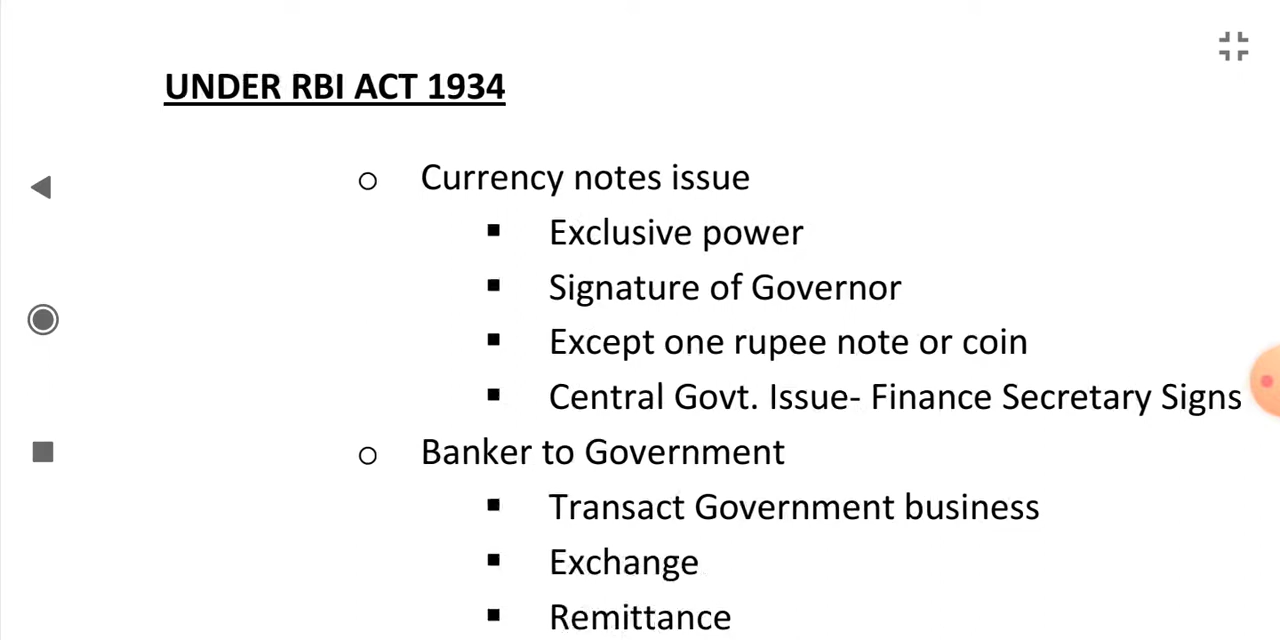 UNDER RBI ACT 1934
Currency notes issue
Exclusive power
Signature of Governor
Except one rupee note or coin
Central Govt. Issue- Finance Secretary Signs
Banker to Government
Transact Government business
Exchange
Remittance